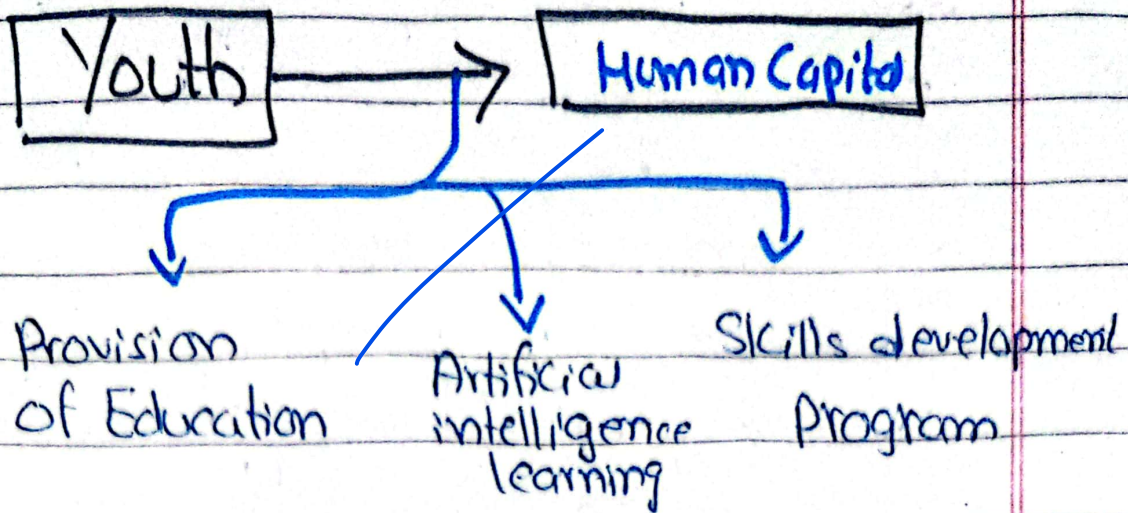 Youth
Human Capital
Provision
of Education
Artificial
intelligence
learning
Skills development
Program